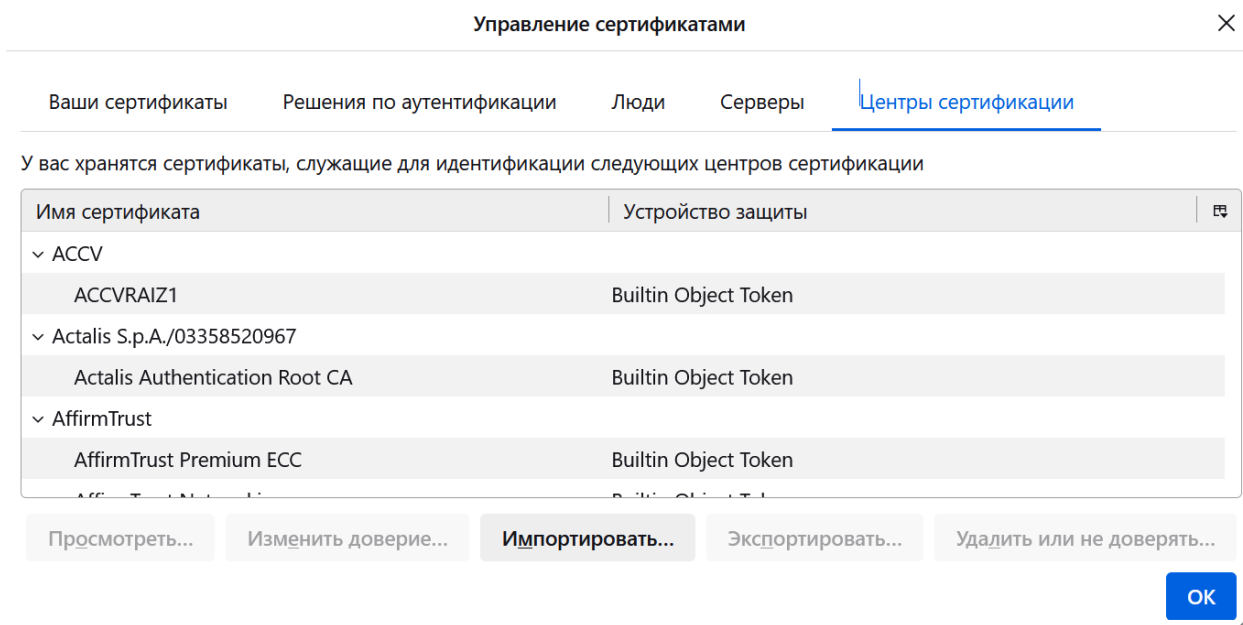 Управление сертификатами
Ваши сертификаты Решения по аутентификации Люди Серверы Центры сертификации
У вас хранятся сертификаты, служащие для идентификации следующих центров сертификации
Имя сертификата Устройство защиты
ACCV
ACCVRAIZ1 Builtin Object Token
Actalis S.p.A./03358520967
Actalis Authentication Root CA Builtin Object Token
AffirmTrust
AffirmTrust Premium ECC Builtin Object Token
Просмотреть... Изменить доверие... Импортировать... Экспортировать... Удалить или не доверять...
ОК